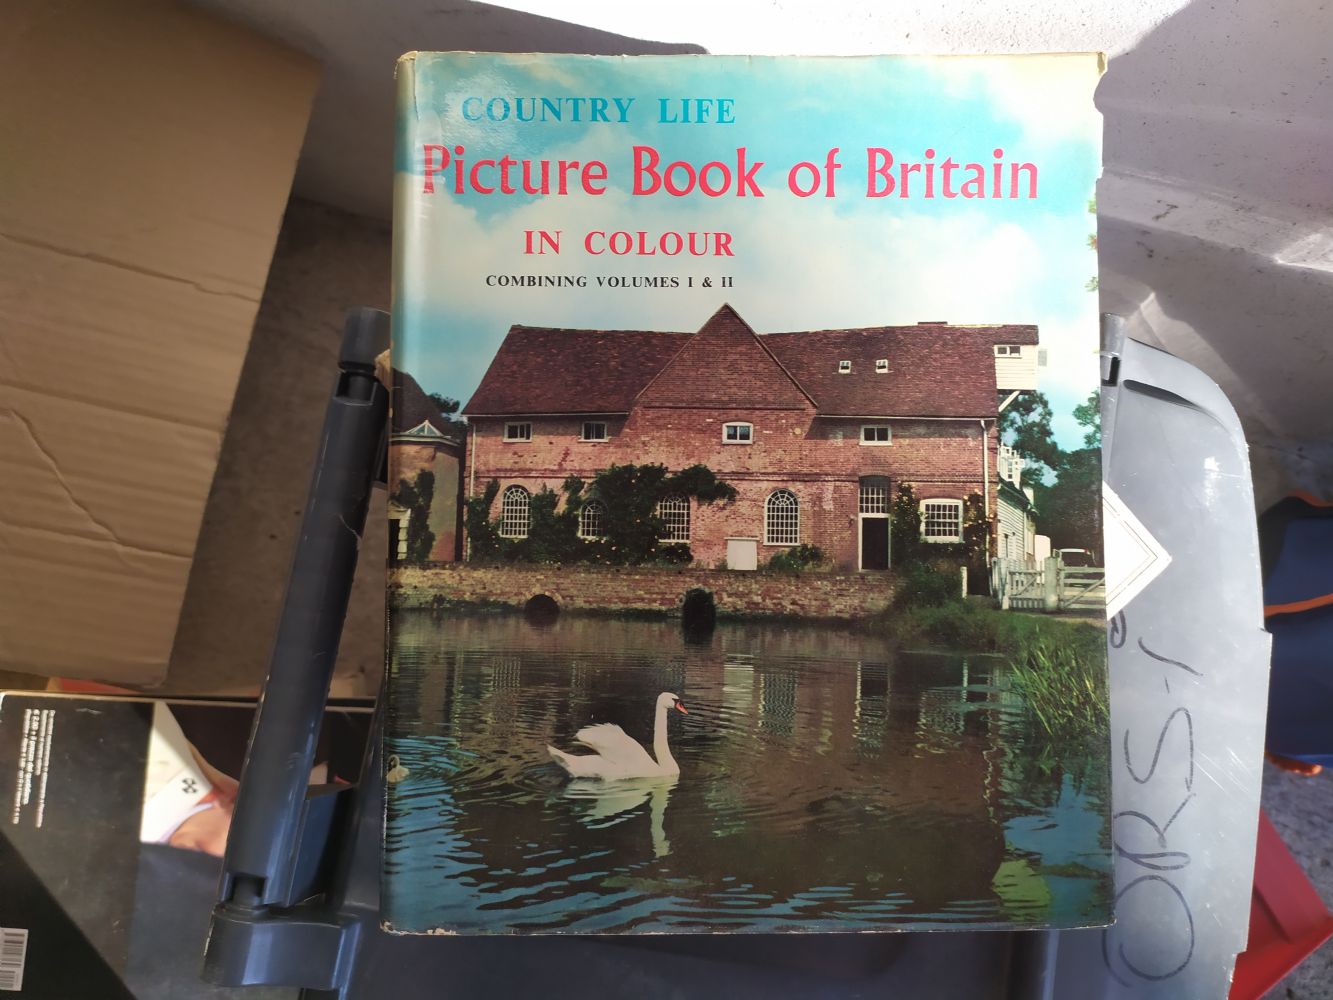 COUNTRY LIFE
Picture Book of Britain
IN COLOUR
COMBINING VOLUMES I & II